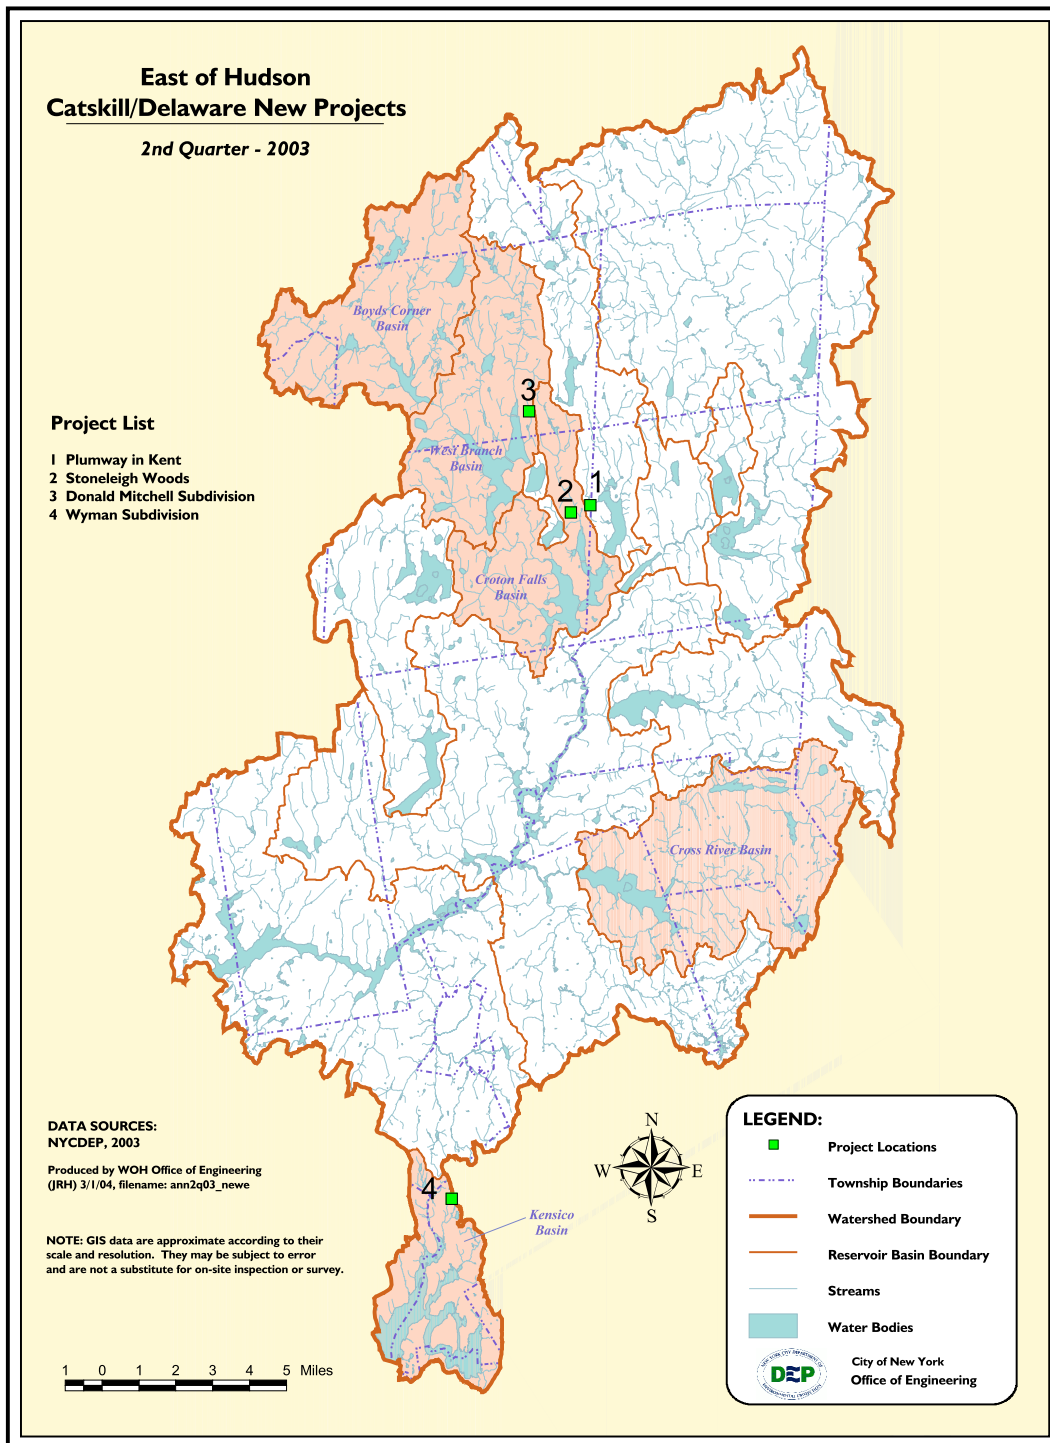 East of Hudson
Catskill/Delaware New Projects
2nd Quarter - 2003
Boyds Corner
Basin
3
Project List
1 Plumway in Kent
2 Stoneleigh Woods
3 Donald Mitchell Subdivision
4 Wyman Subdivision
West Branch
Basin
1
2
Croton Falls
Basin
Cross River Basin
DATA SOURCES:
NYCDEP, 2003
Produced by WOH Office of Engineering
(JRH) 3/1/04, filename: ann2q03_newe
NOTE: GIS data are approximate according to their
scale and resolution. They may be subject to error
and are not a substitute for on-site inspection or survey.
N
W E
S
4
Kensico
Basin
1 0 1 2 3 4 5 Miles
LEGEND:
Project Locations
Township Boundaries
Watershed Boundary
Reservoir Basin Boundary
Streams
Water Bodies
DEP
City of New York
Office of Engineering